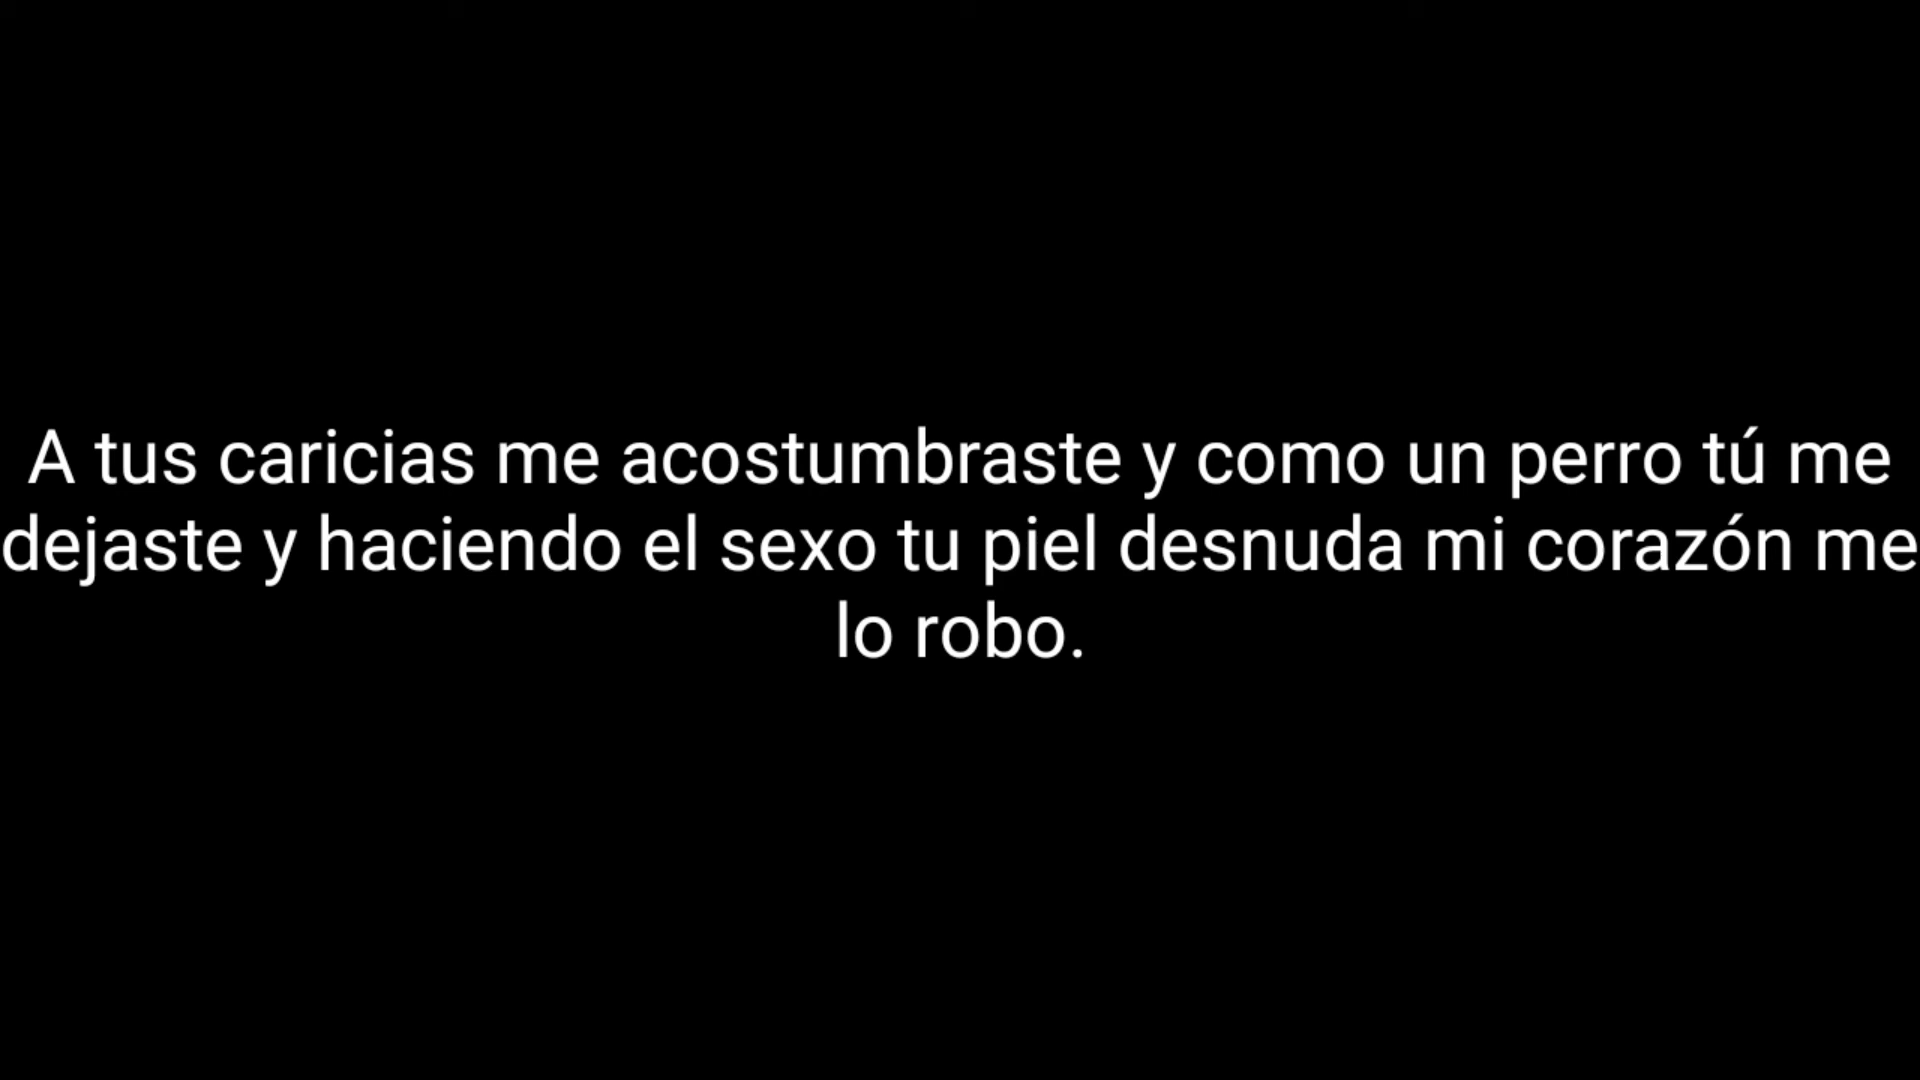 A tus caricias me acostumbraste y como un perro tú me
dejaste y haciendo el sexo tu piel desnuda mi corazón me
lo robo.